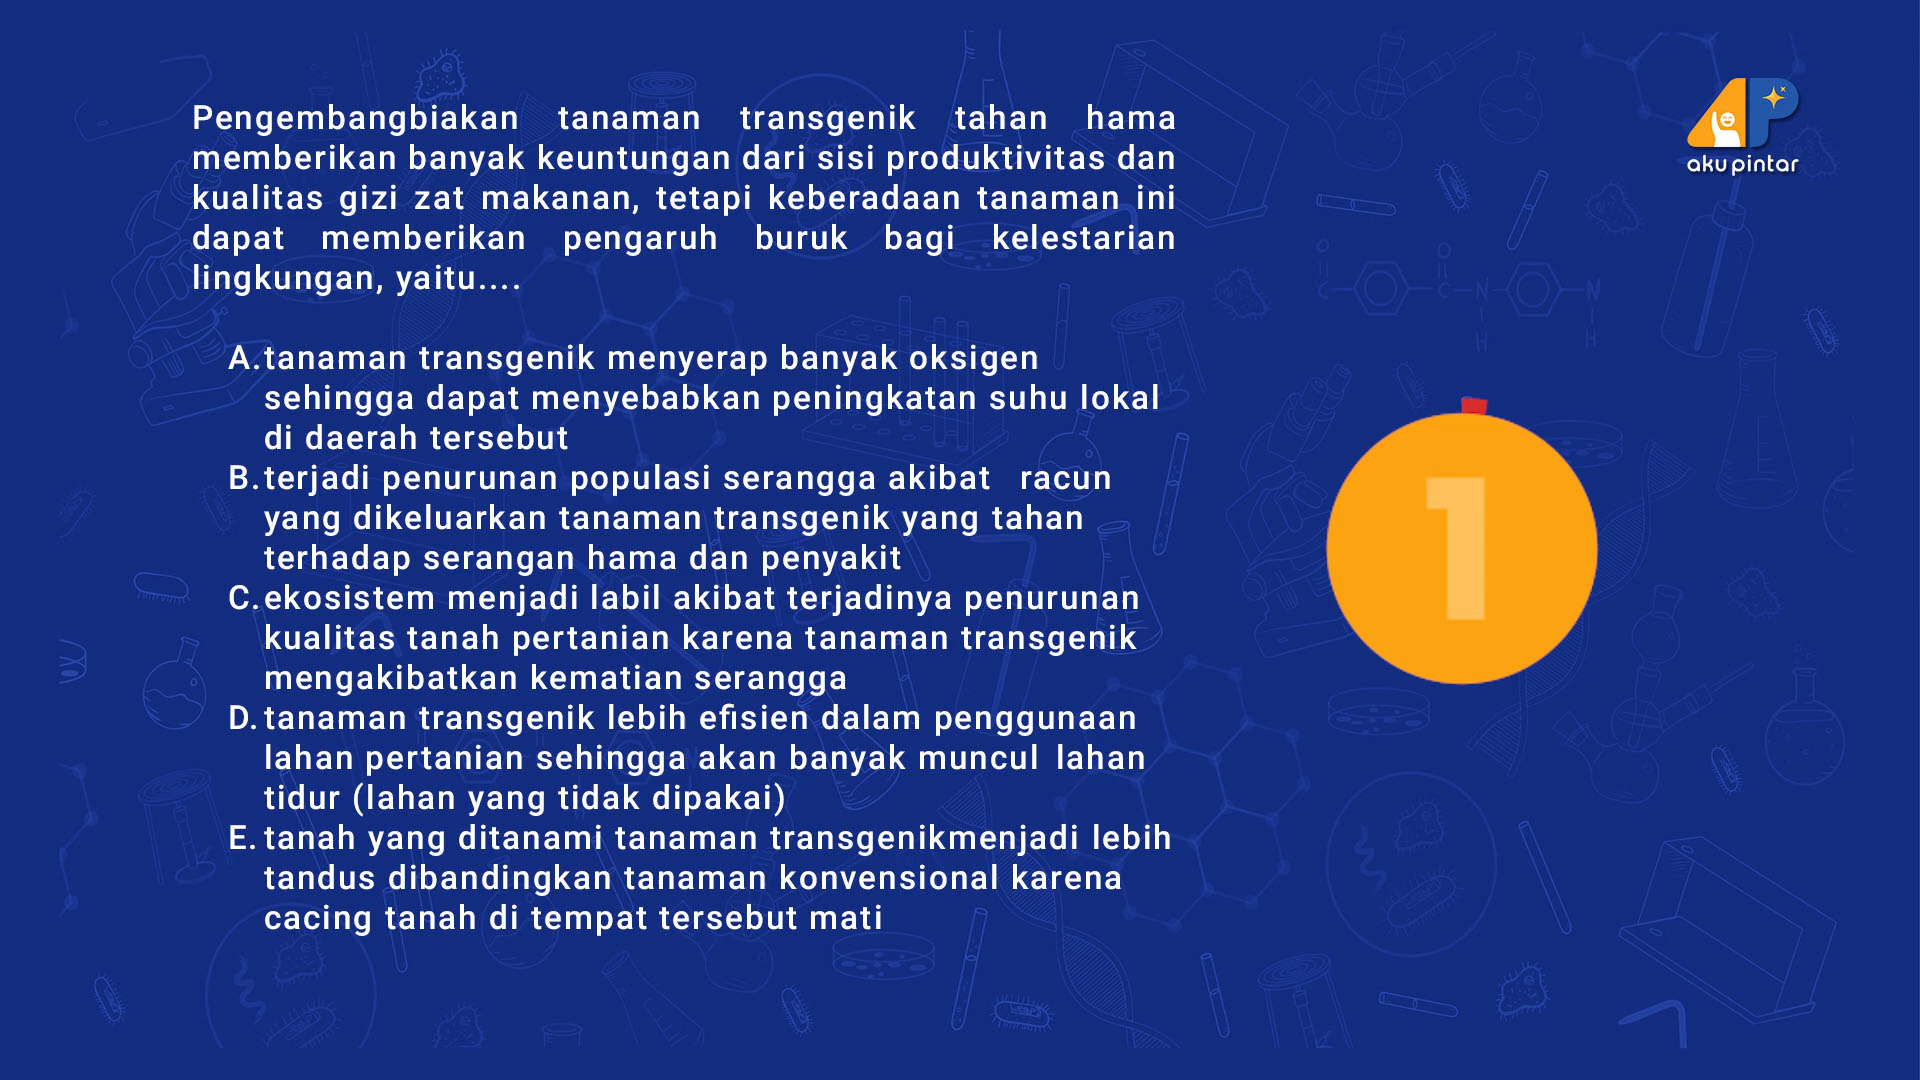 Pengembangbiakan tanaman transgenik tahan hama
memberikan banyak keuntungan dari sisi produktivitas dan
kualitas gizi zat makanan, tetapi keberadaan tanaman ini
dapat memberikan pengaruh buruk bagi kelestarian
lingkungan, yaitu....
A. tanaman transgenik menyerap banyak oksigen
sehingga dapat menyebabkan peningkatan suhu lokal
di daerah tersebut
B. terjadi penurunan populasi serangga akibat racun
yang dikeluarkan tanaman transgenik yang tahan
terhadap serangan hama dan penyakit
C. ekosistem menjadi labil akibat terjadinya penurunan
kualitas tanah pertanian karena tanaman transgenik
mengakibatkan kematian serangga
D. tanaman transgenik lebih efisien dalam penggunaan
lahan pertanian sehingga akan banyak muncul lahan
tidur (lahan yang tidak dipakai)
E. tanah yang ditanami tanaman transgenikmenjadi lebih
tandus dibandingkan tanaman konvensional karena
cacing tanah di tempat tersebut mati
AP
aku pintar
1
O
O
C
C
N
N
H
H